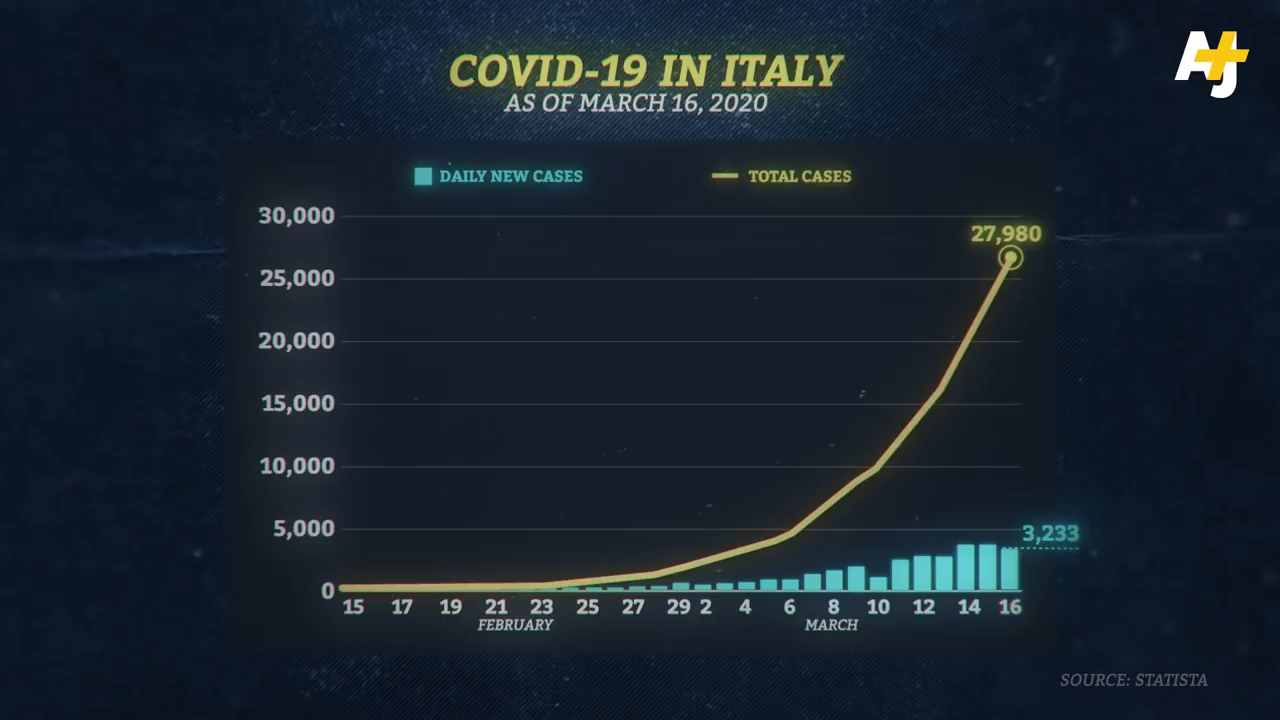 AJ+
COVID-19 IN ITALY
AS OF MARCH 16, 2020
DAILY NEW CASES TOTAL CASES
30,000
27,980
25,000
20,000
15,000
10,000
5,000
3,233
0
15 17 19 21 23 25 27 29 2 4 6 8 10 12 14 16
FEBRUARY MARCH
SOURCE: STATISTA